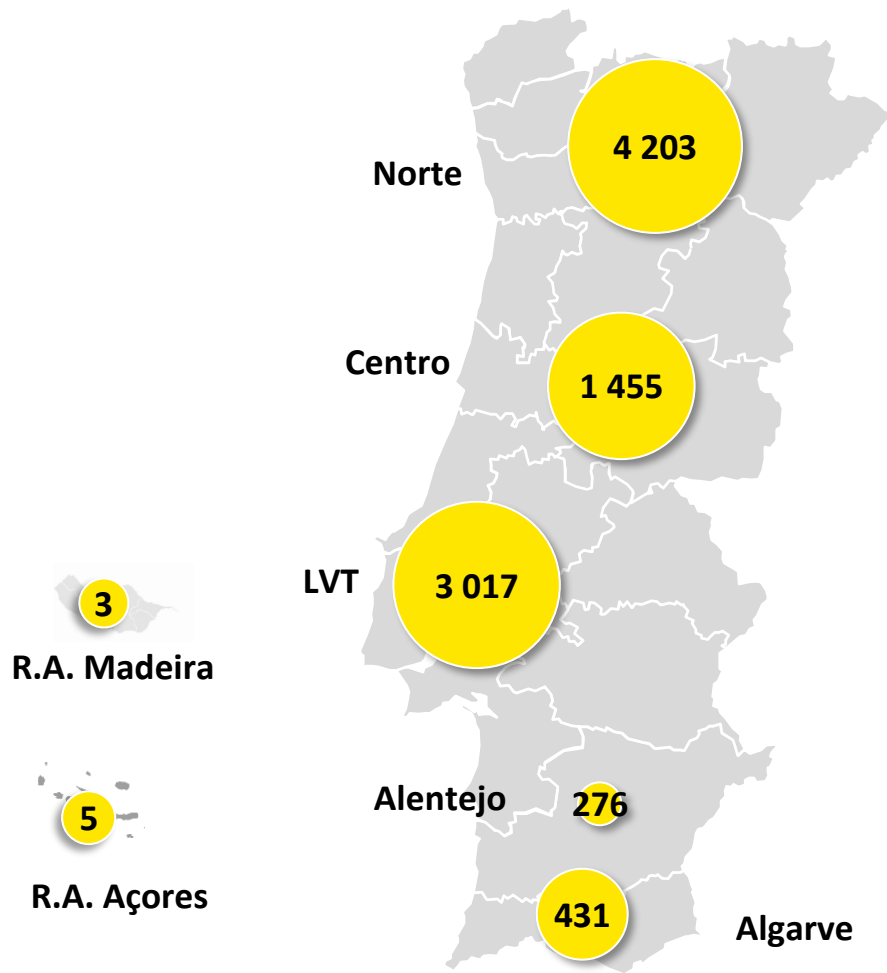 4 203
Norte
Centro
1 455
LVT
3 017
3
R.A. Madeira
Alentejo
276
5
R.A. Açores
431
Algarve